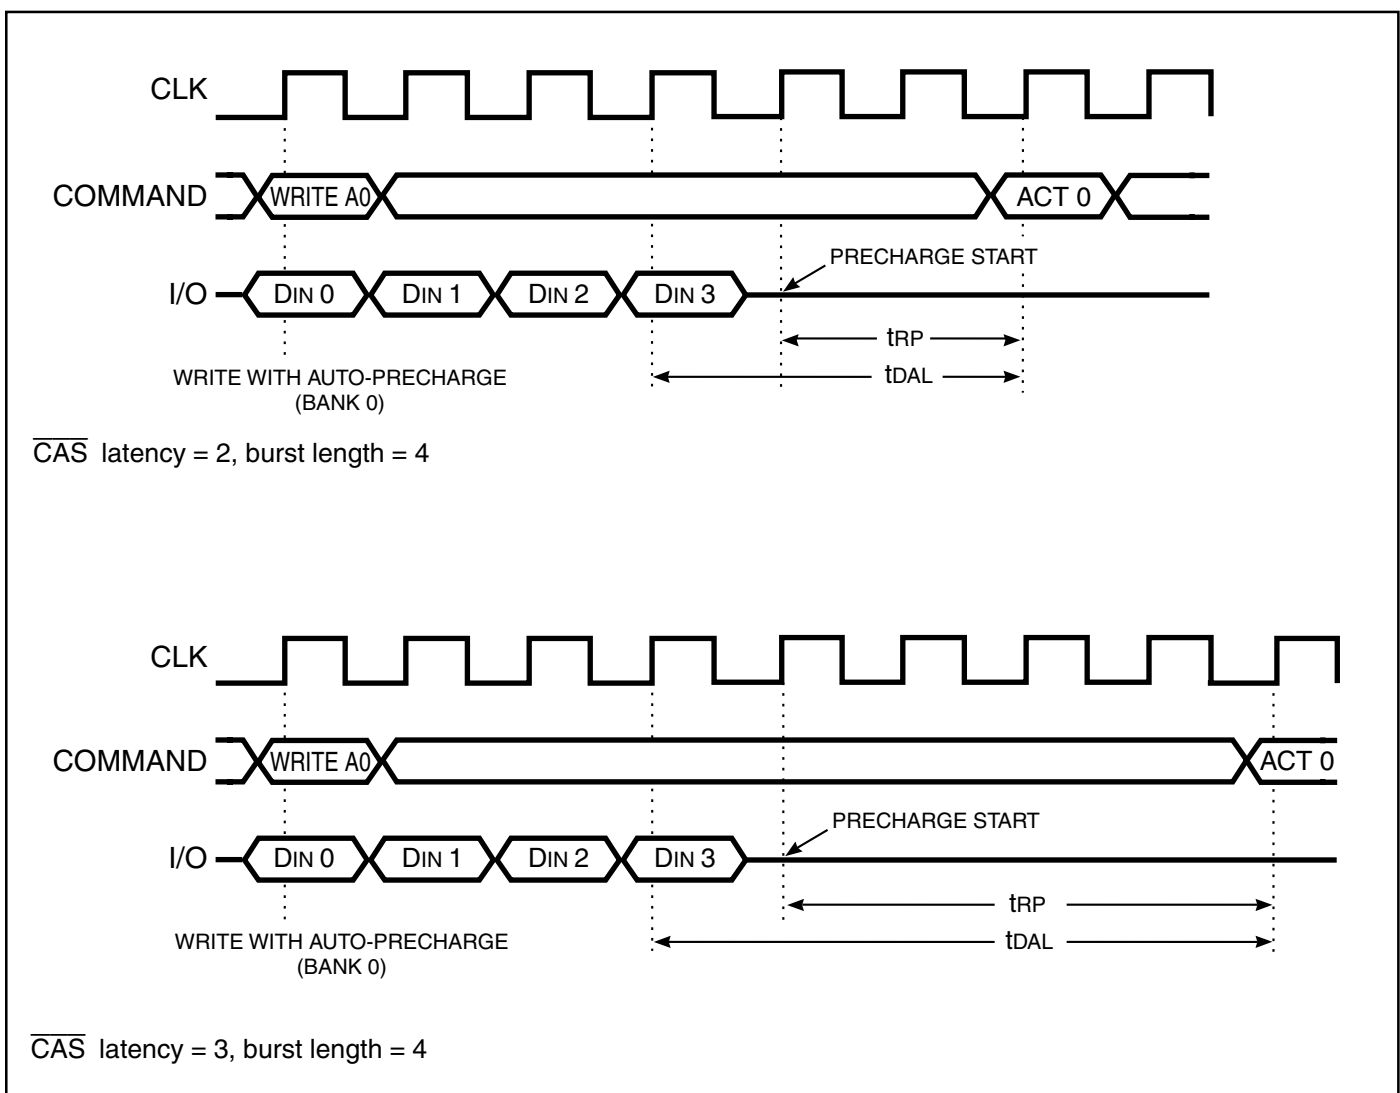 CLK
COMMAND WRITE A0 ACT 0
PRECHARGE START
I/O DIN 0 DIN 1 DIN 2 DIN 3
tRP
WRITE WITH AUTO-PRECHARGE tDAL
(BANK 0)
CAS latency = 2, burst length = 4
CLK
COMMAND WRITE A0 ACT 0
PRECHARGE START
I/O DIN 0 DIN 1 DIN 2 DIN 3
tRP
WRITE WITH AUTO-PRECHARGE tDAL
(BANK 0)
CAS latency = 3, burst length = 4